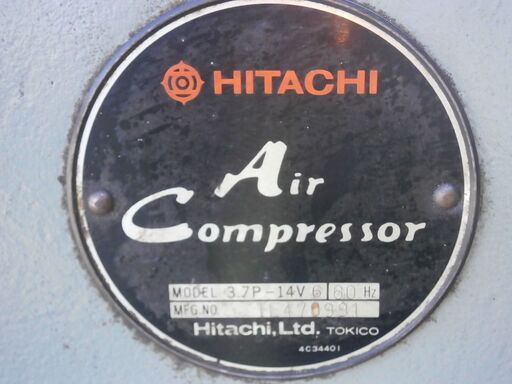 HITACHI
Air
Compressor
MODEL 3.7P-14V 6 60 Hz
MFG.NO.
Hitachi, Ltd. TOKICO
4C34401